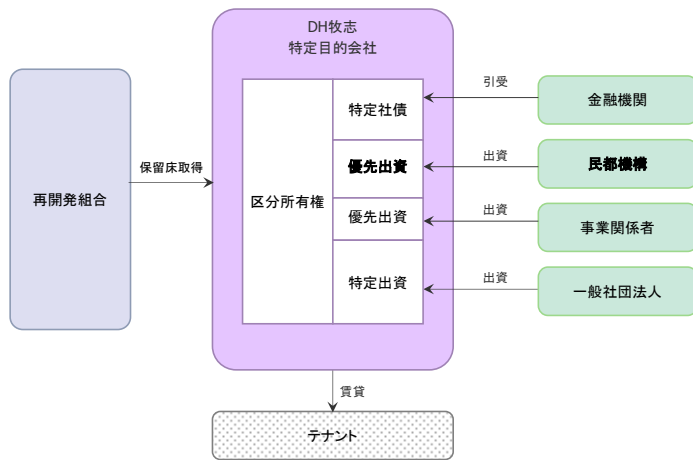 DH牧志
特定目的会社
再開発組合
保留床取得
区分所有権
特定社債
優先出資
優先出資
特定出資
引受
金融機関
出資
民都機構
出資
事業関係者
出資
一般社団法人
賃貸
テナント